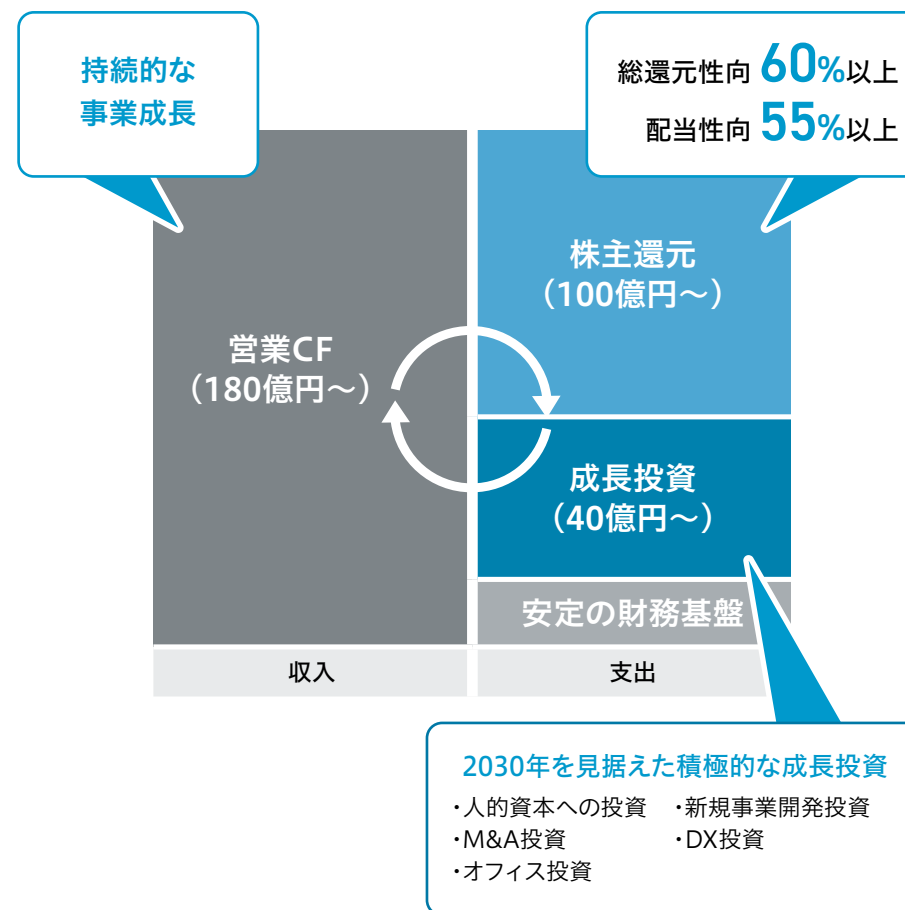 持続的な
事業成長
総還元性向 60%以上
配当性向 55%以上
営業CF
（180億円～）
株主還元
（100億円～）
成長投資
（40億円～）
安定の財務基盤
収入
支出
2030年を見据えた積極的な成長投資
・人的資本への投資 ・新規事業開発投資
・M&A投資 ・DX投資
・オフィス投資